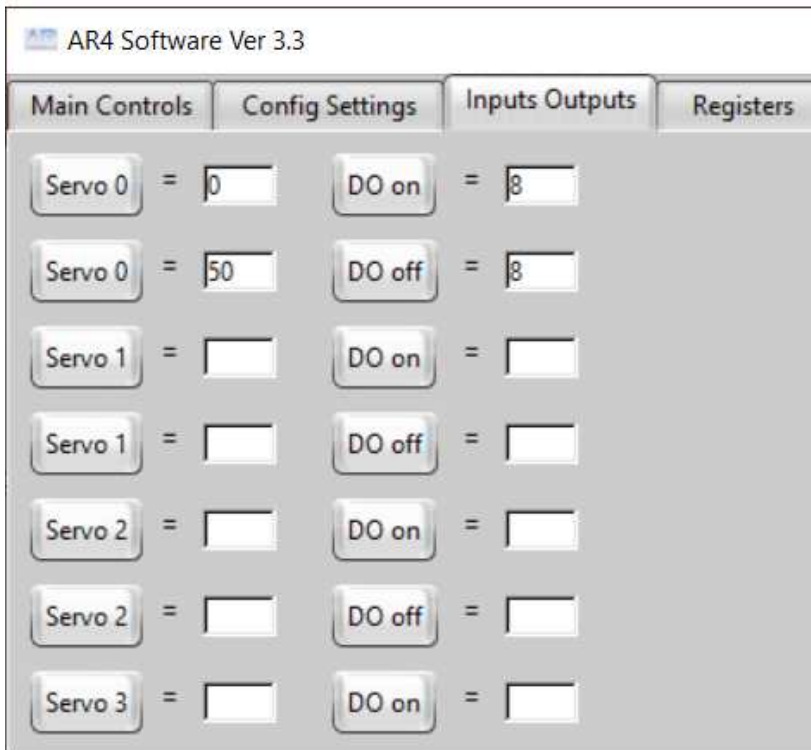 AR4 Software Ver 3.3
Main Controls Config Settings Inputs Outputs Registers
Servo 0 = 0 DO on = 8
Servo 0 = 50 DO off = 8
Servo 1 = DO on =
Servo 1 = DO off =
Servo 2 = DO on =
Servo 2 = DO off =
Servo 3 = DO on =